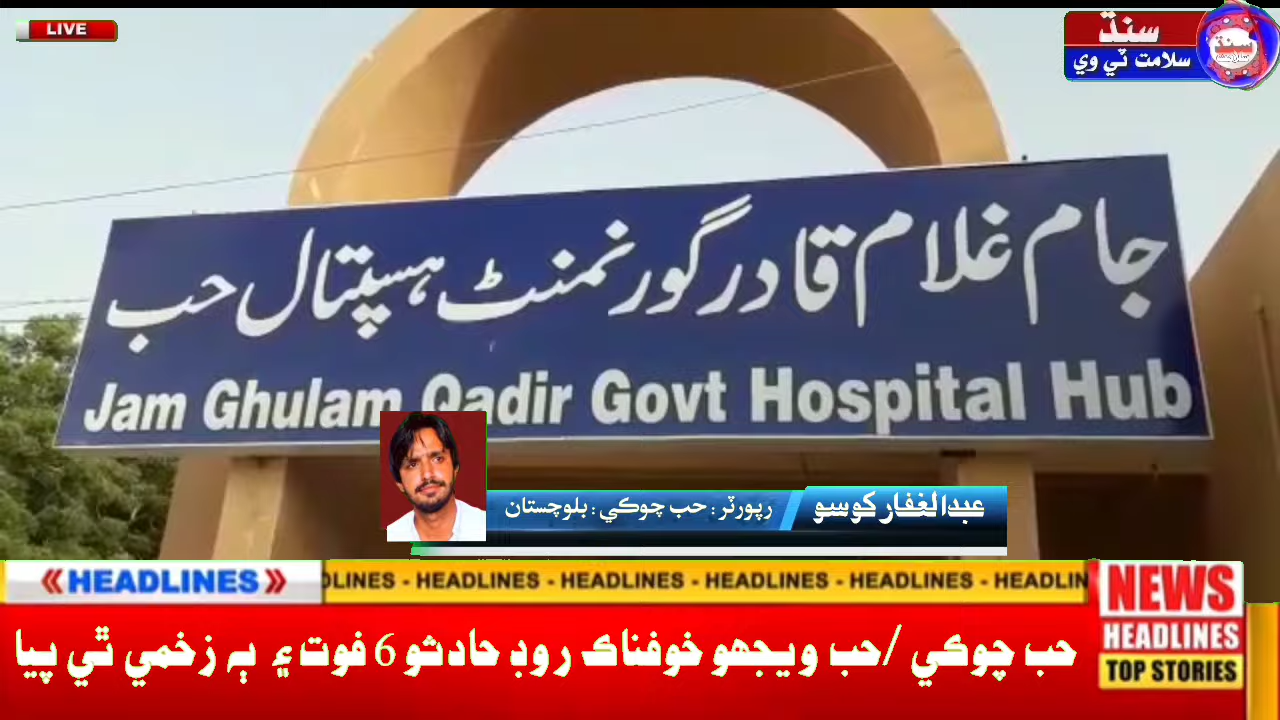 LIVE
سنڌ
سلامت ٽي وي
جام غلام قادر گورنمنٹ ہسپتال حب
Jam Ghulam Qadir Govt Hospital Hub
عبدالغفار کوسو
رپورٽر : حب چوڪي : بلوچستان
HEADLINES
DLINES - HEADLINES - HEADLINES - HEADLINES - HEADLINES - HEADLIN
NEWS
HEADLINES
TOP STORIES
حب چوڪي /حب ويجهو خوفناڪ روڊ حادثو 6 فوت ۽ ٻه زخمي ٿي پيا